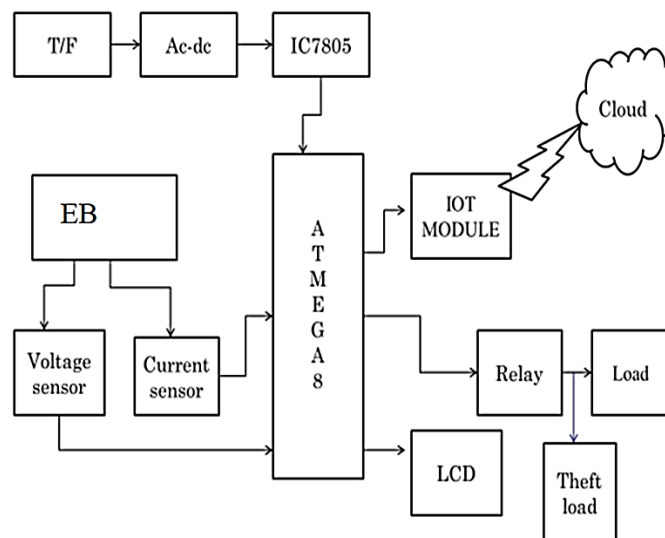 T/F
Ac-dc
IC7805
Cloud
EB
A
T
M
E
G
A
8
IOT
MODULE
Voltage
sensor
Current
sensor
Relay
Load
LCD
Theft
load